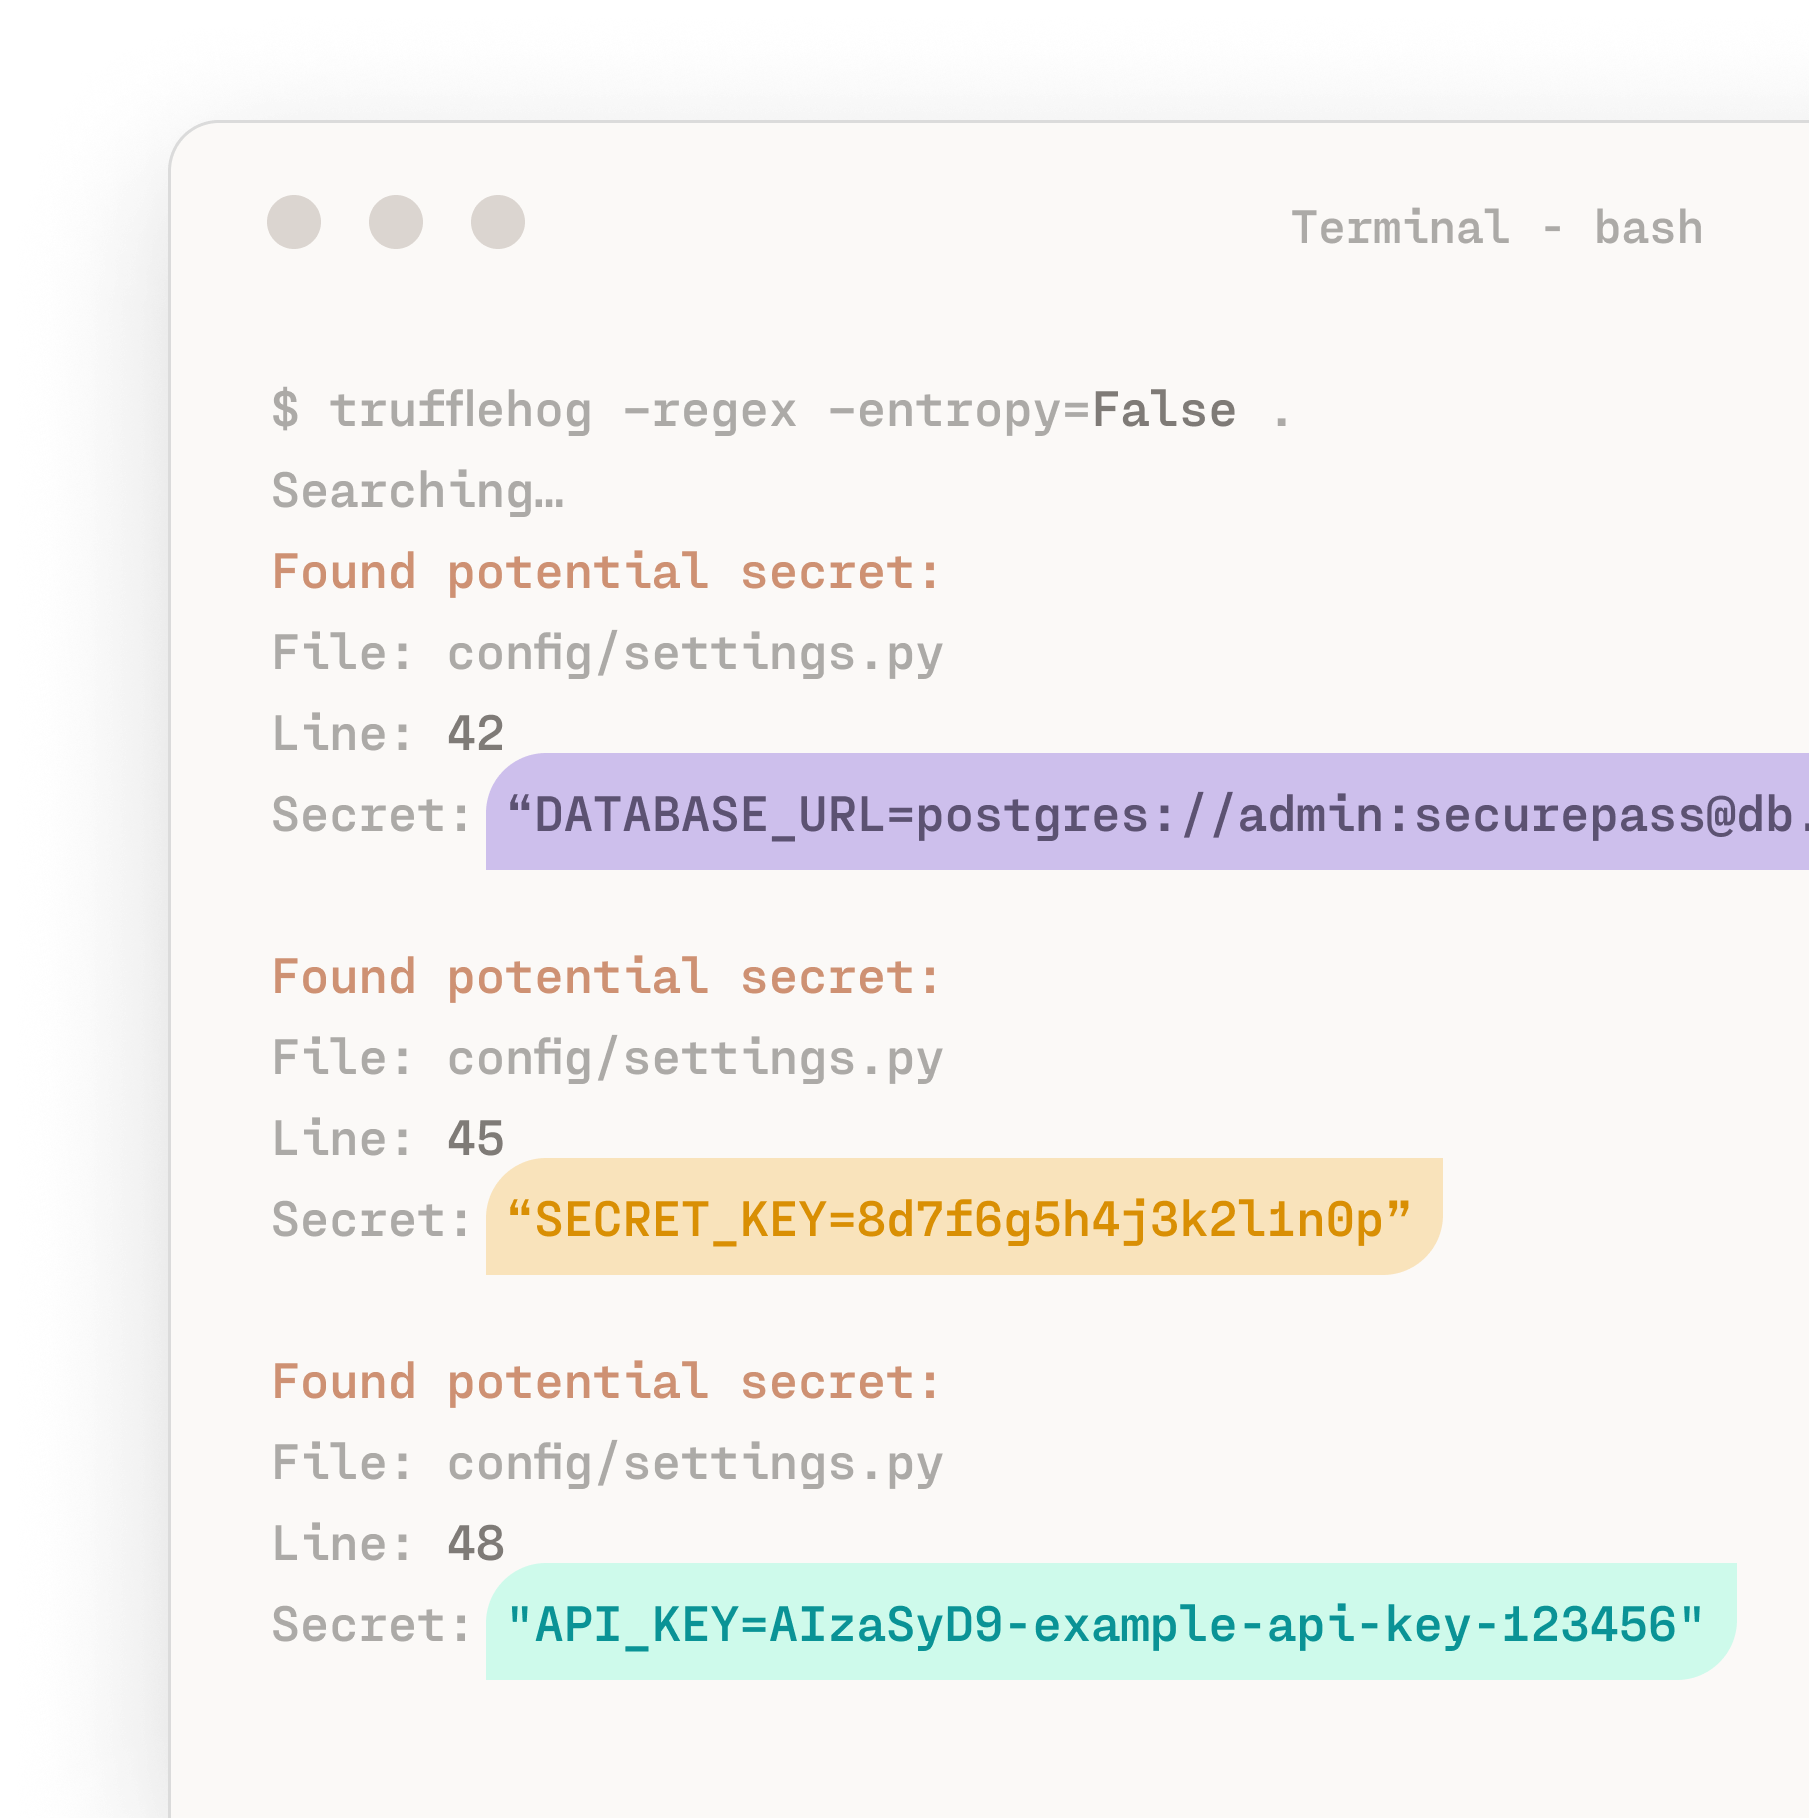 Terminal - bash
$ trufflehog –regex –entropy=False .
Searching…
Found potential secret:
File: config/settings.py
Line: 42
Secret: “DATABASE_URL=postgres://admin:securepass@db.
Found potential secret:
File: config/settings.py
Line: 45
Secret: “SECRET_KEY=8d7f6g5h4j3k2l1n0p”
Found potential secret:
File: config/settings.py
Line: 48
Secret: "API_KEY=AIzaSyD9-example-api-key-123456"